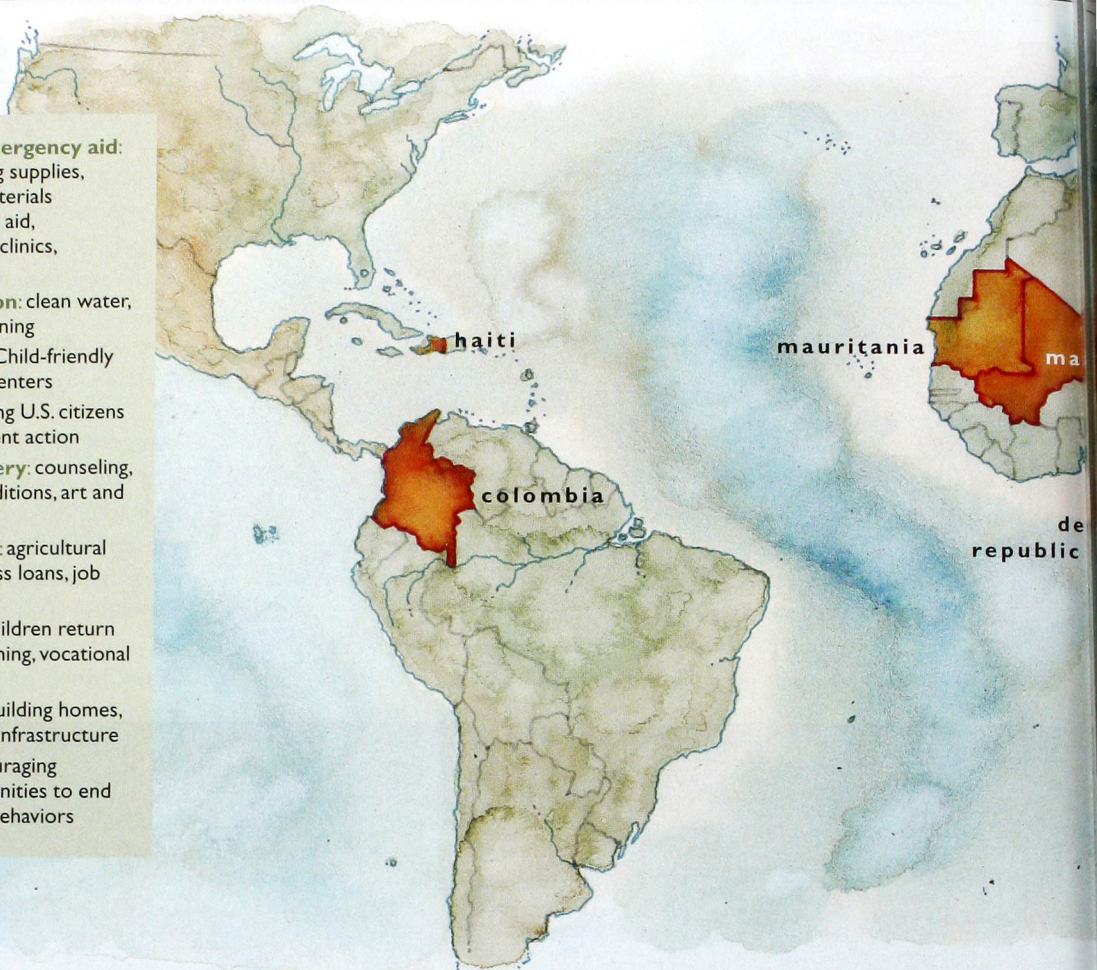 ergency aid:
g supplies,
terials
aid,
clinics,
on: clean water,
ning
Child-friendly
enters
ng U.S. citizens
nt action
ery: counseling,
ditions, art and
: agricultural
ss loans, job
ildren return
ning, vocational
uilding homes,
nfrastructure
uraging
nities to end
ehaviors
haiti
mauritania
ma
colombia
de
republic